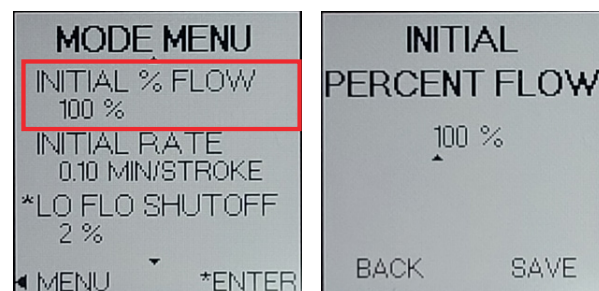 MODE MENU
INITIAL % FLOW
100 %
INITIAL RATE
0.10 MIN/STROKE
*LO FLO SHUTOFF
2 %
MENU *ENTER
INITIAL
PERCENT FLOW
100 %
BACK SAVE